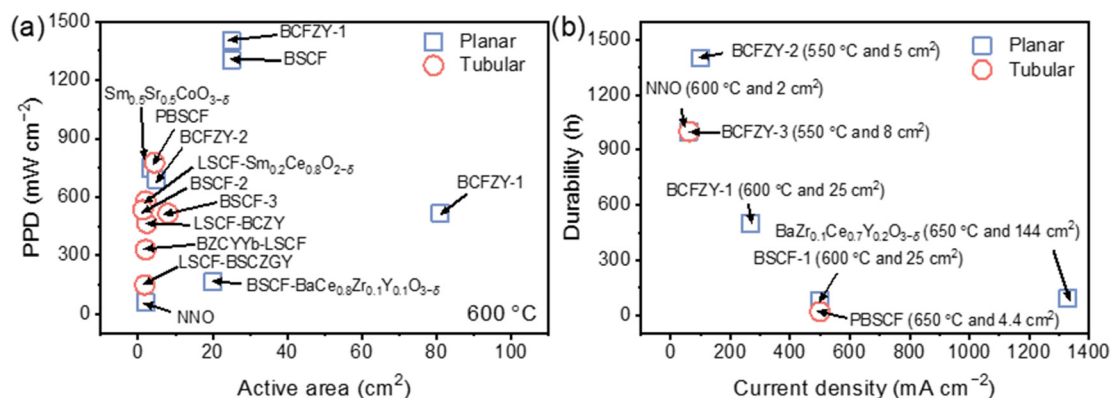 (a)
PPD (mW cm⁻²)
1500
1200
900
600
300
0
BCFZY-1
BSCF
Planar
Tubular
Sm₀.₅Sr₀.₅CoO₃₋δ
PBSCF
BCFZY-2
LSCF-Sm₀.₂Ce₀.₈O₂₋δ
BSCF-2
BSCF-3
BCFZY-1
LSCF-BCZY
BZCYYb-LSCF
LSCF-BSCZGY
BSCF-BaCe₀.₈Zr₀.₁Y₀.₁O₃₋δ
NNO
600 °C
0 20 40 60 80 100
Active area (cm²)
(b)
Durability (h)
1500
1200
900
600
300
0
BCFZY-2 (550 °C and 5 cm²)
Planar
Tubular
NNO (600 °C and 2 cm²)
BCFZY-3 (550 °C and 8 cm²)
BCFZY-1 (600 °C and 25 cm²)
BaZr₀.₁Ce₀.₇Y₀.₂O₃₋δ (650 °C and 144 cm²)
BSCF-1 (600 °C and 25 cm²)
PBSCF (650 °C and 4.4 cm²)
0 200 400 600 800 1000 1200 1400
Current density (mA cm⁻²)